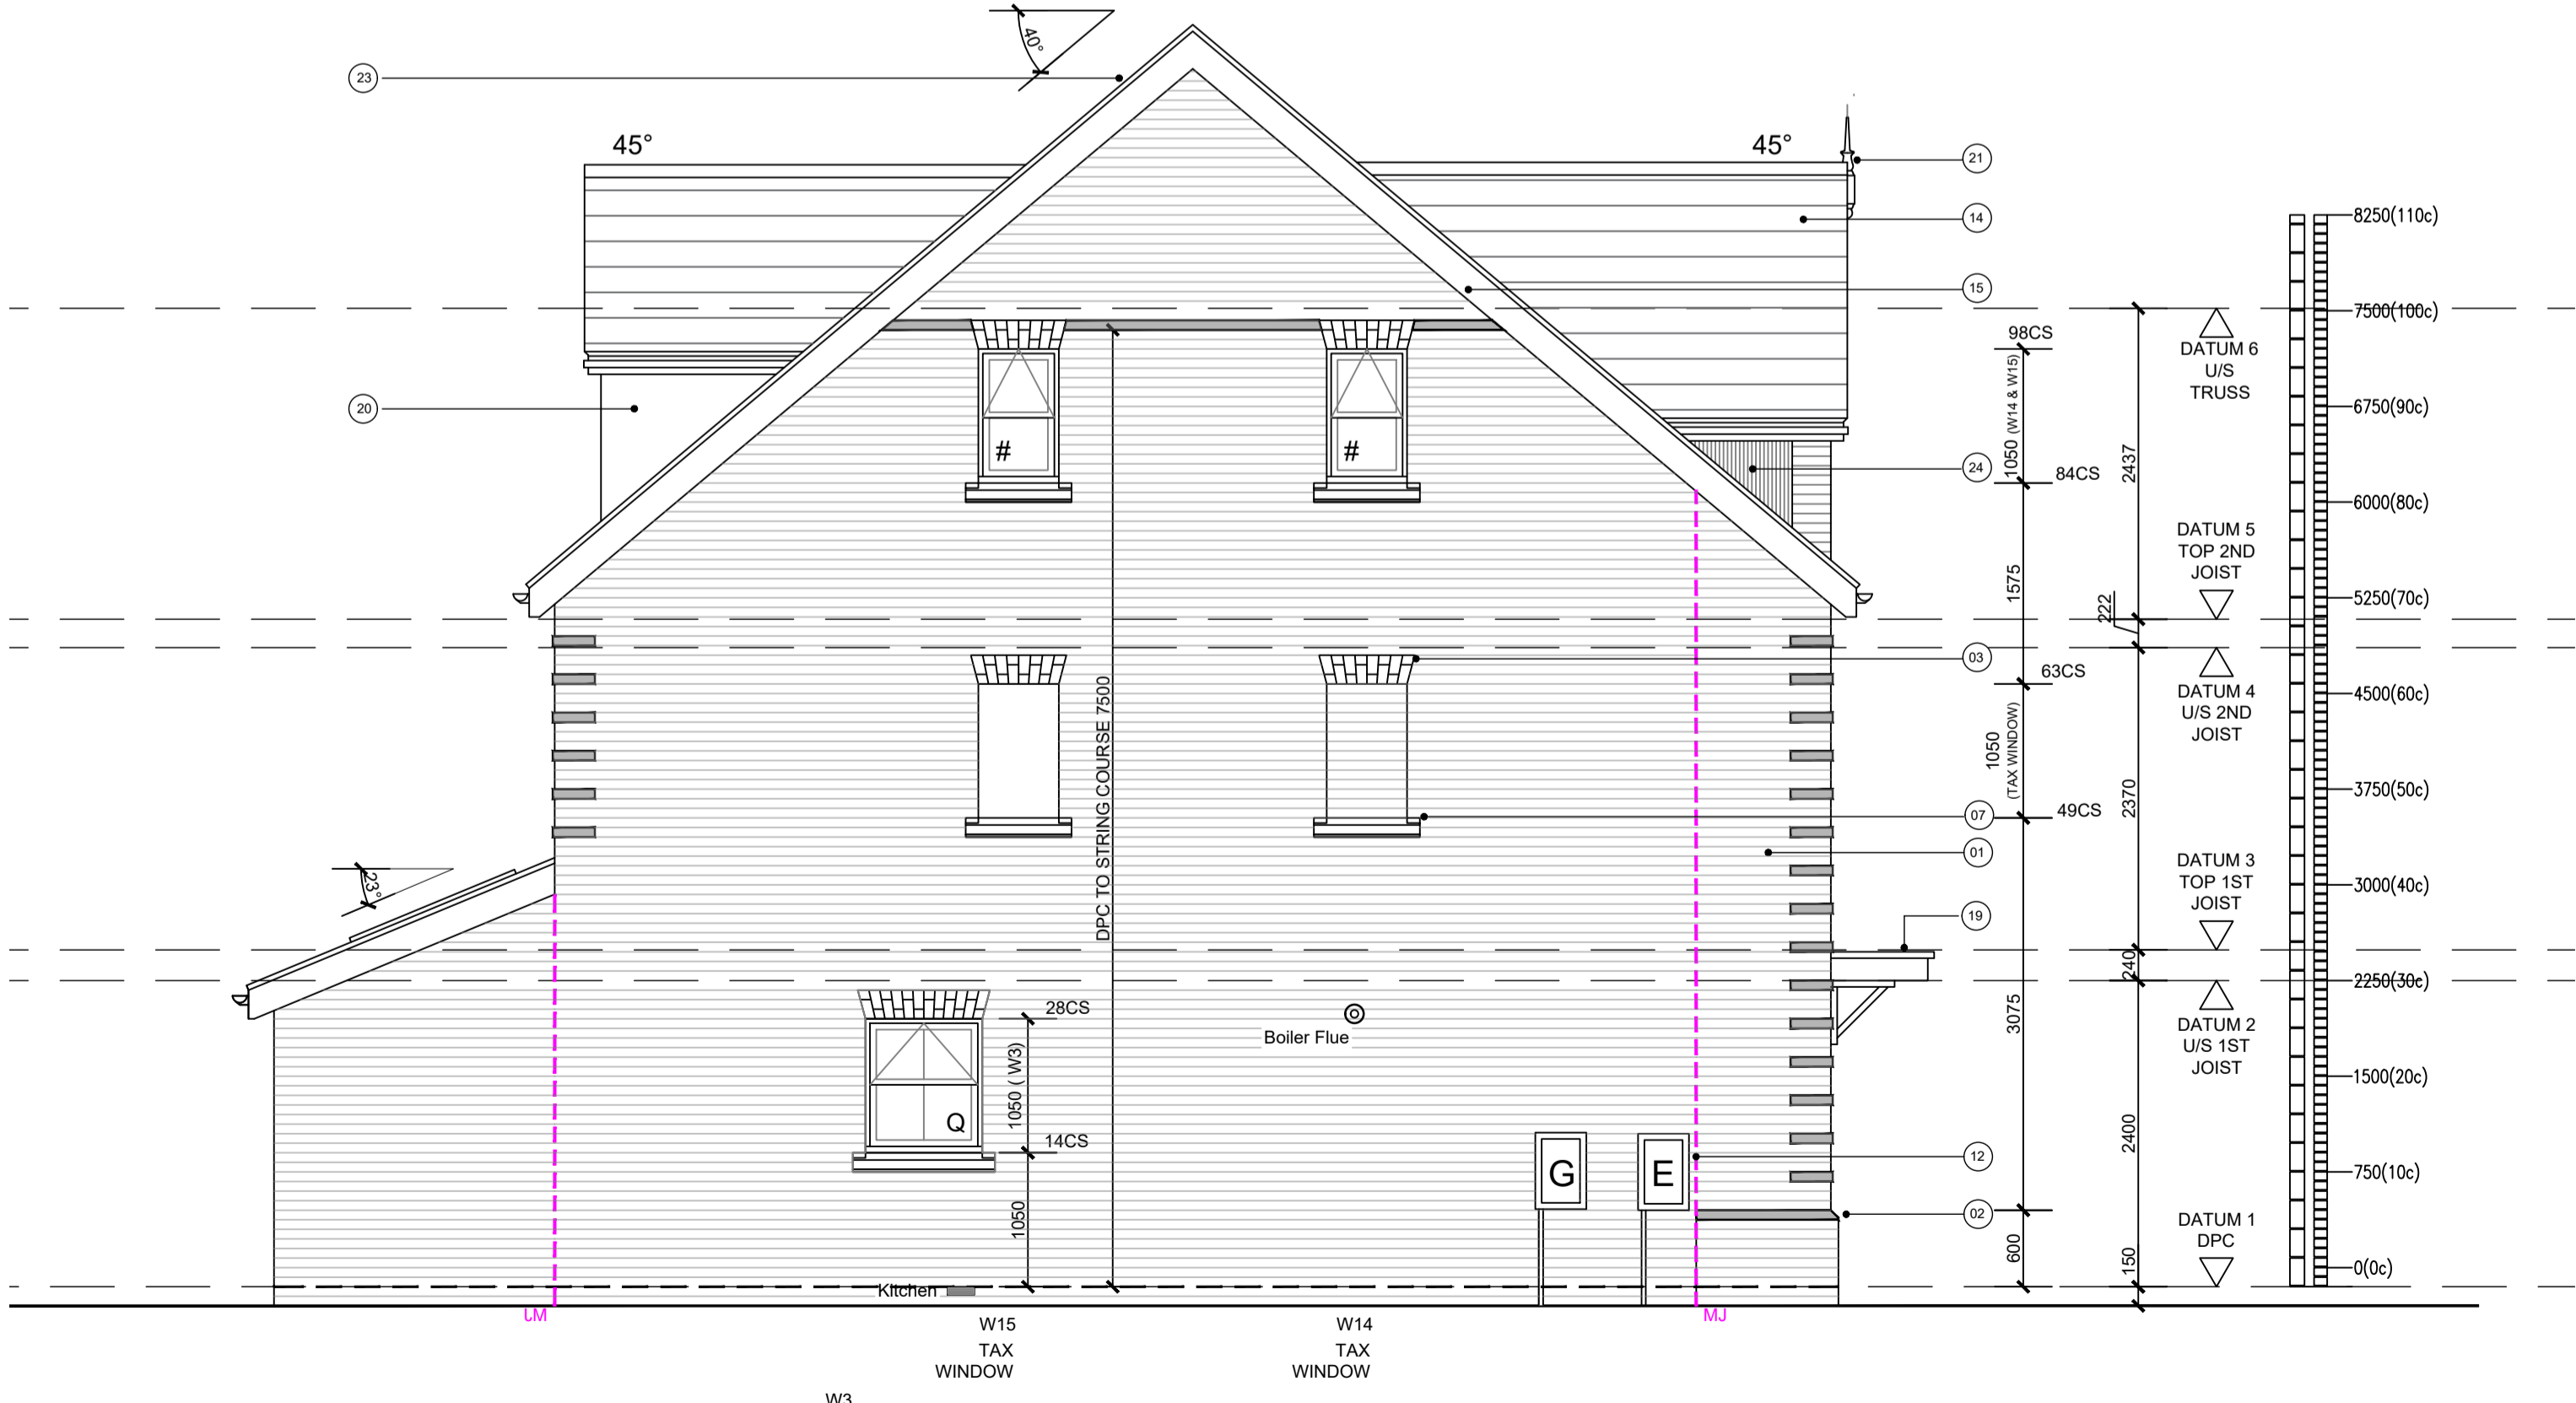 40°
23
45°
45°
21
14
8250(110c)
15
7500(100c)
98CS
DATUM 6
U/S
TRUSS
1050 (W14 & W15)
20
6750(90c)
#
#
24
84CS
2437
6000(80c)
DATUM 5
TOP 2ND
JOIST
1575
222
5250(70c)
03
63CS
DATUM 4
U/S 2ND
JOIST
4500(60c)
DPC TO STRING COURSE 7500
1050
(TAX WINDOW)
2370
3750(50c)
07
49CS
01
23°
DATUM 3
TOP 1ST
JOIST
3000(40c)
19
240
2250(30c)
28CS
Boiler Flue
3075
DATUM 2
U/S 1ST
JOIST
1050 ( W3)
1500(20c)
Q
14CS
2400
12
G
E
750(10c)
1050
02
DATUM 1
DPC
600
150
0(0c)
Kitchen
MJ
MJ
W15
TAX
WINDOW
W14
TAX
WINDOW
W3